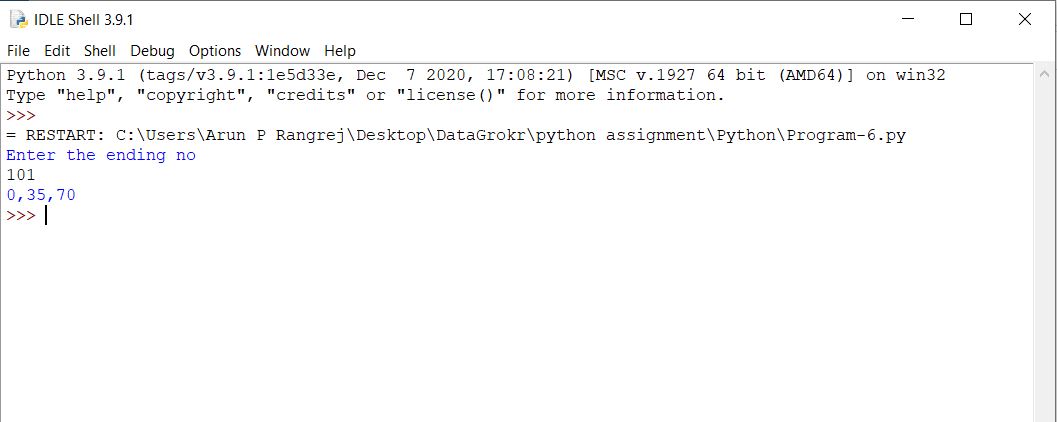 IDLE Shell 3.9.1
File Edit Shell Debug Options Window Help
Python 3.9.1 (tags/v3.9.1:1e5d33e, Dec  7 2020, 17:08:21) [MSC v.1927 64 bit (AMD64)] on win32
Type "help", "copyright", "credits" or "license()" for more information.
>>>
= RESTART: C:\Users\Arun P Rangrej\Desktop\DataGrokr\python assignment\Python\Program-6.py
Enter the ending no
101
0,35,70
>>>